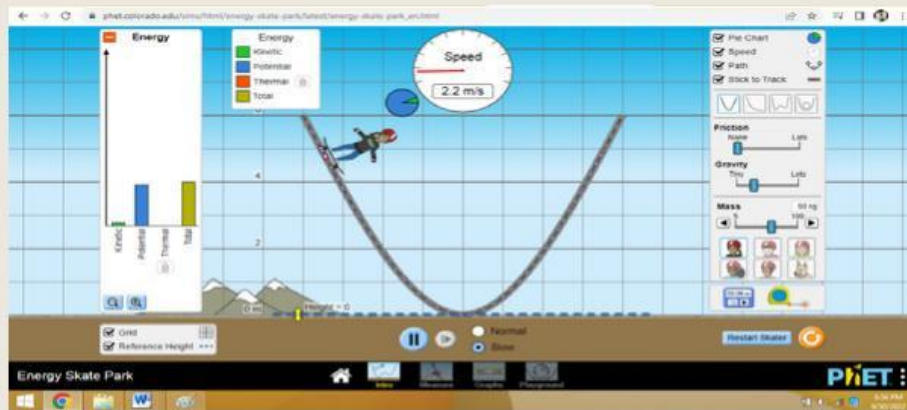 phet.colorado.edu/sims/html/energy-skate-park/latest/energy-skate-park_en.html
Energy
Kinetic
Potential
Thermal
Total
Energy
Kinetic
Potential
Thermal
Total
Speed
2.2 m/s
Pie Chart
Speed
Path
Stick to Track
Friction
None
Lots
Gravity
Tiny
Lots
Mass
5
100
4
2
0 m
Height = 0
Grid
Reference Height
Normal
Slow
Restart Skater
Energy Skate Park
Intro
Measure
Graphs
Playground
PhET